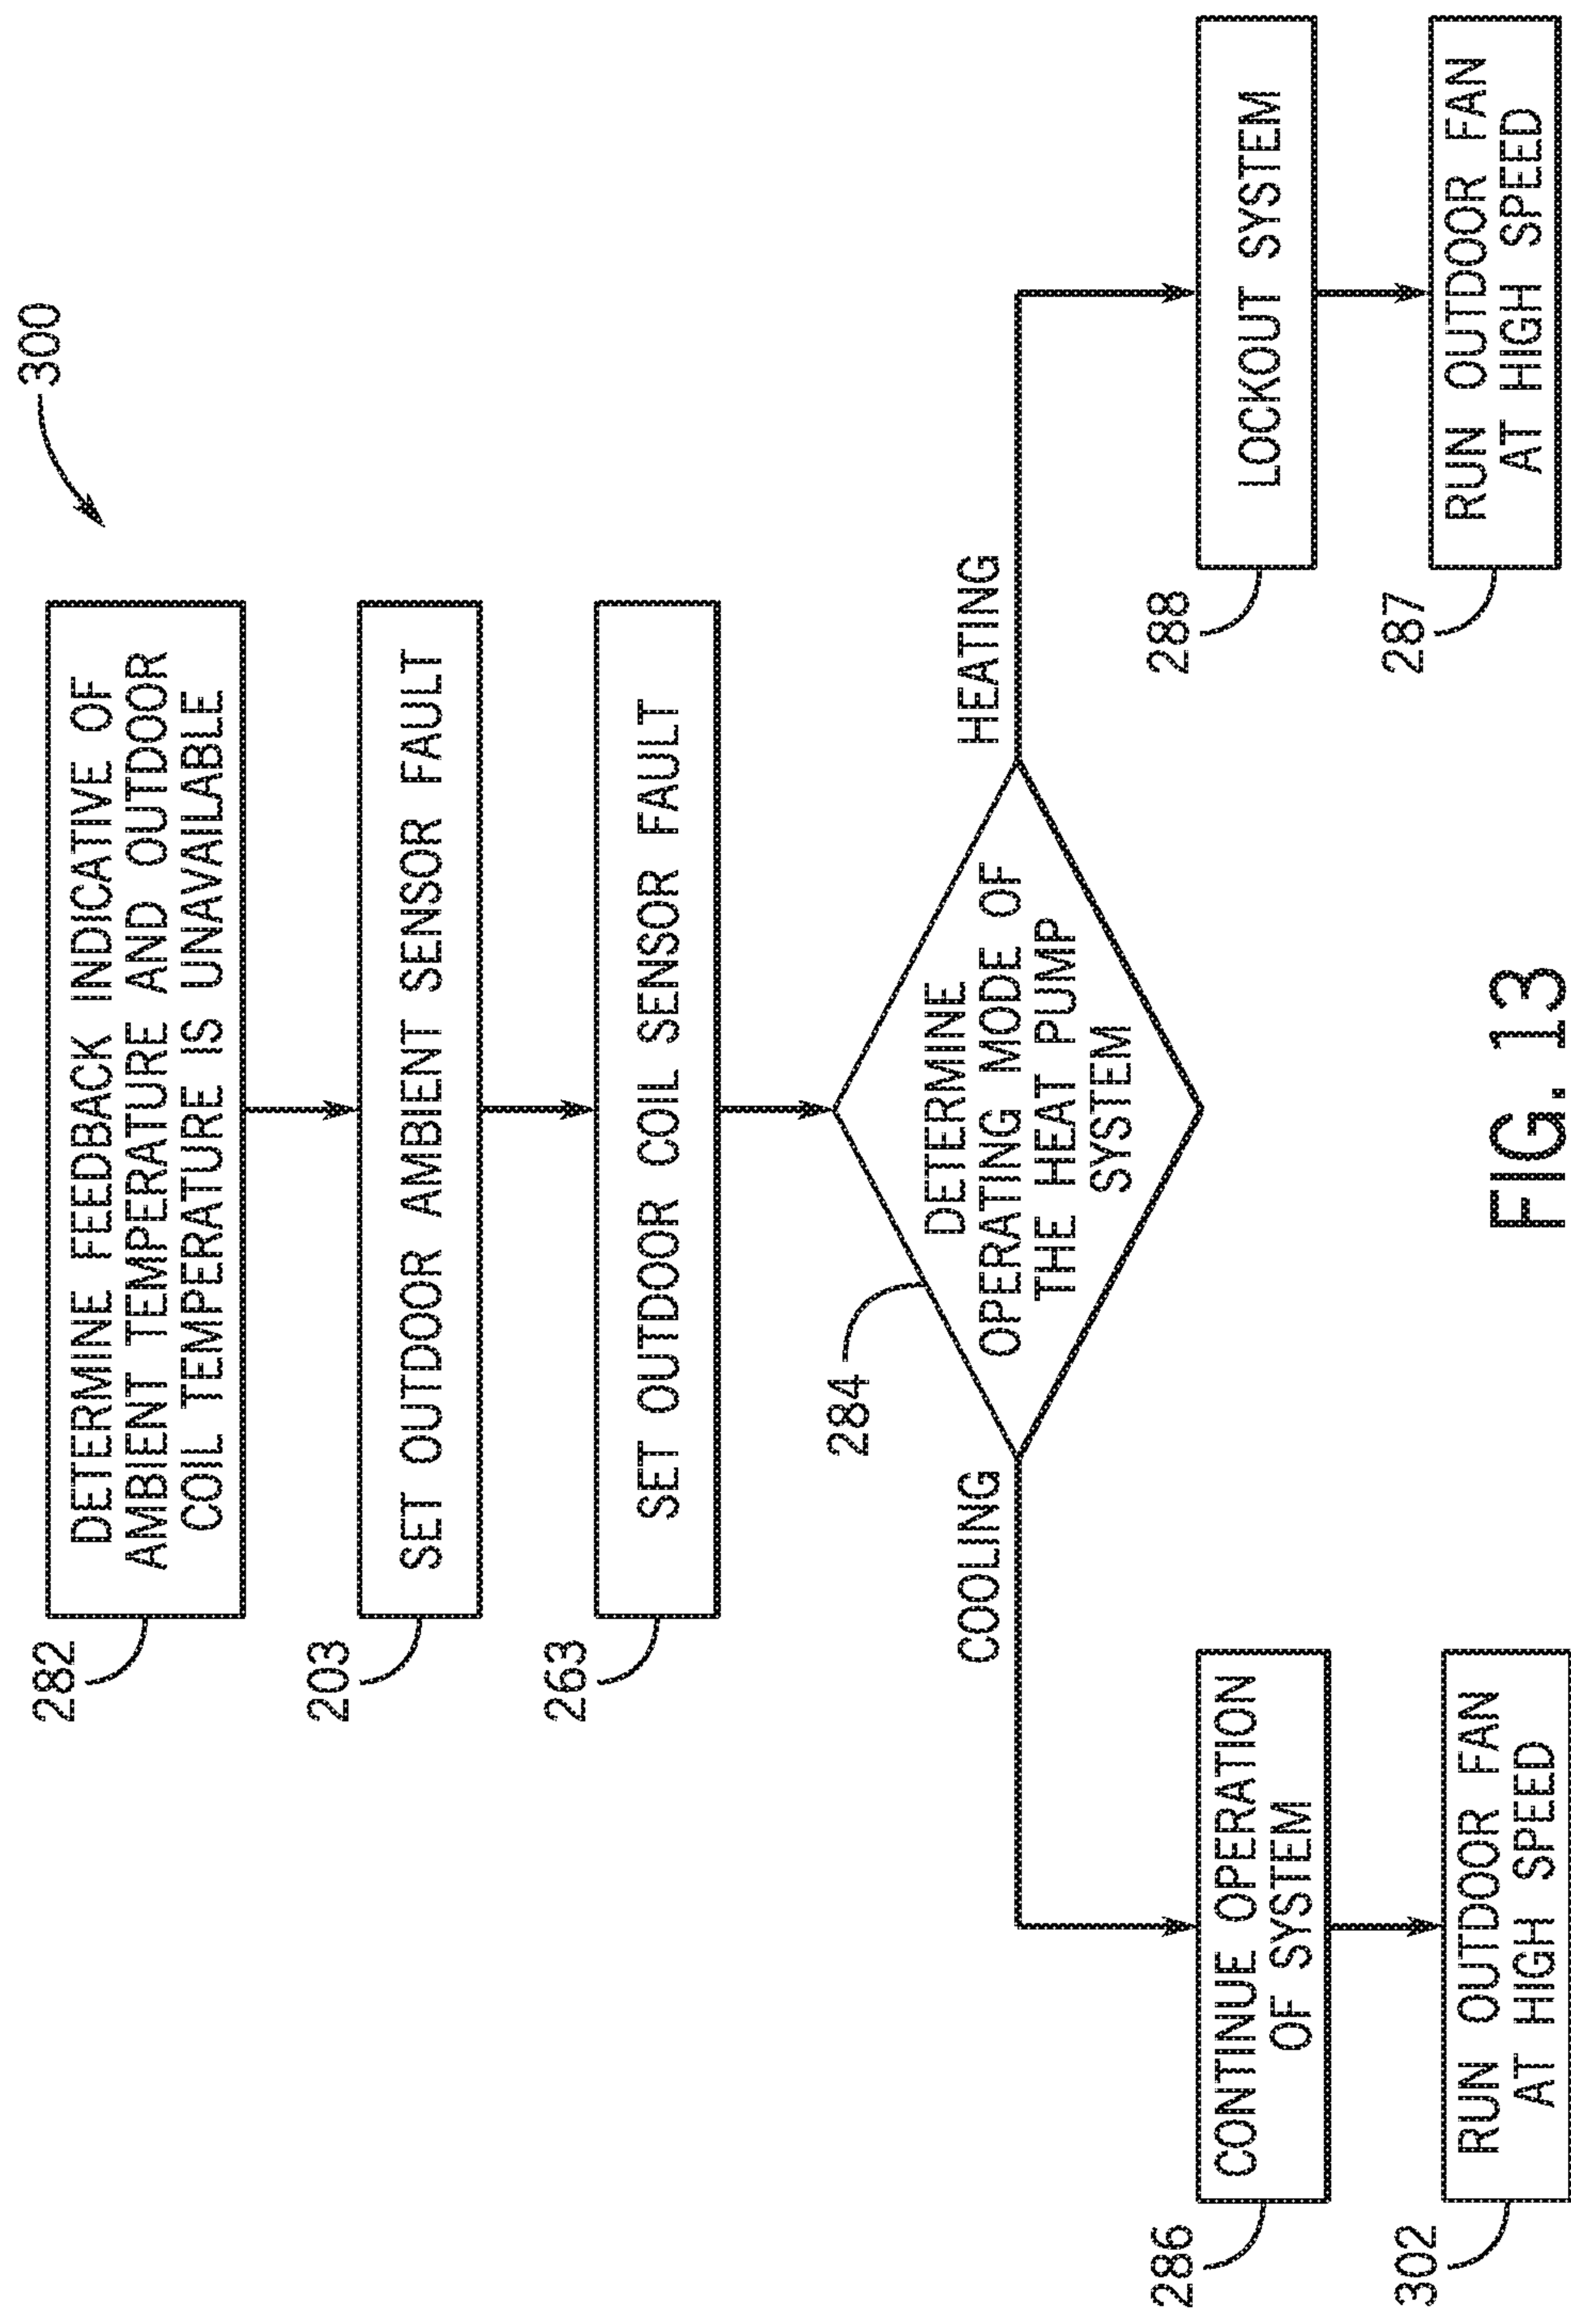 300
282
DETERMINE FEEDBACK INDICATIVE OF
AMBIENT TEMPERATURE AND OUTDOOR
COIL TEMPERATURE IS UNAVAILABLE
203
SET OUTDOOR AMBIENT SENSOR FAULT
263
SET OUTDOOR COIL SENSOR FAULT
284
DETERMINE
OPERATING MODE OF
THE HEAT PUMP
SYSTEM
COOLING
HEATING
286
CONTINUE OPERATION
OF SYSTEM
302
RUN OUTDOOR FAN
AT HIGH SPEED
288
LOCKOUT SYSTEM
287
RUN OUTDOOR FAN
AT HIGH SPEED
FIG. 13